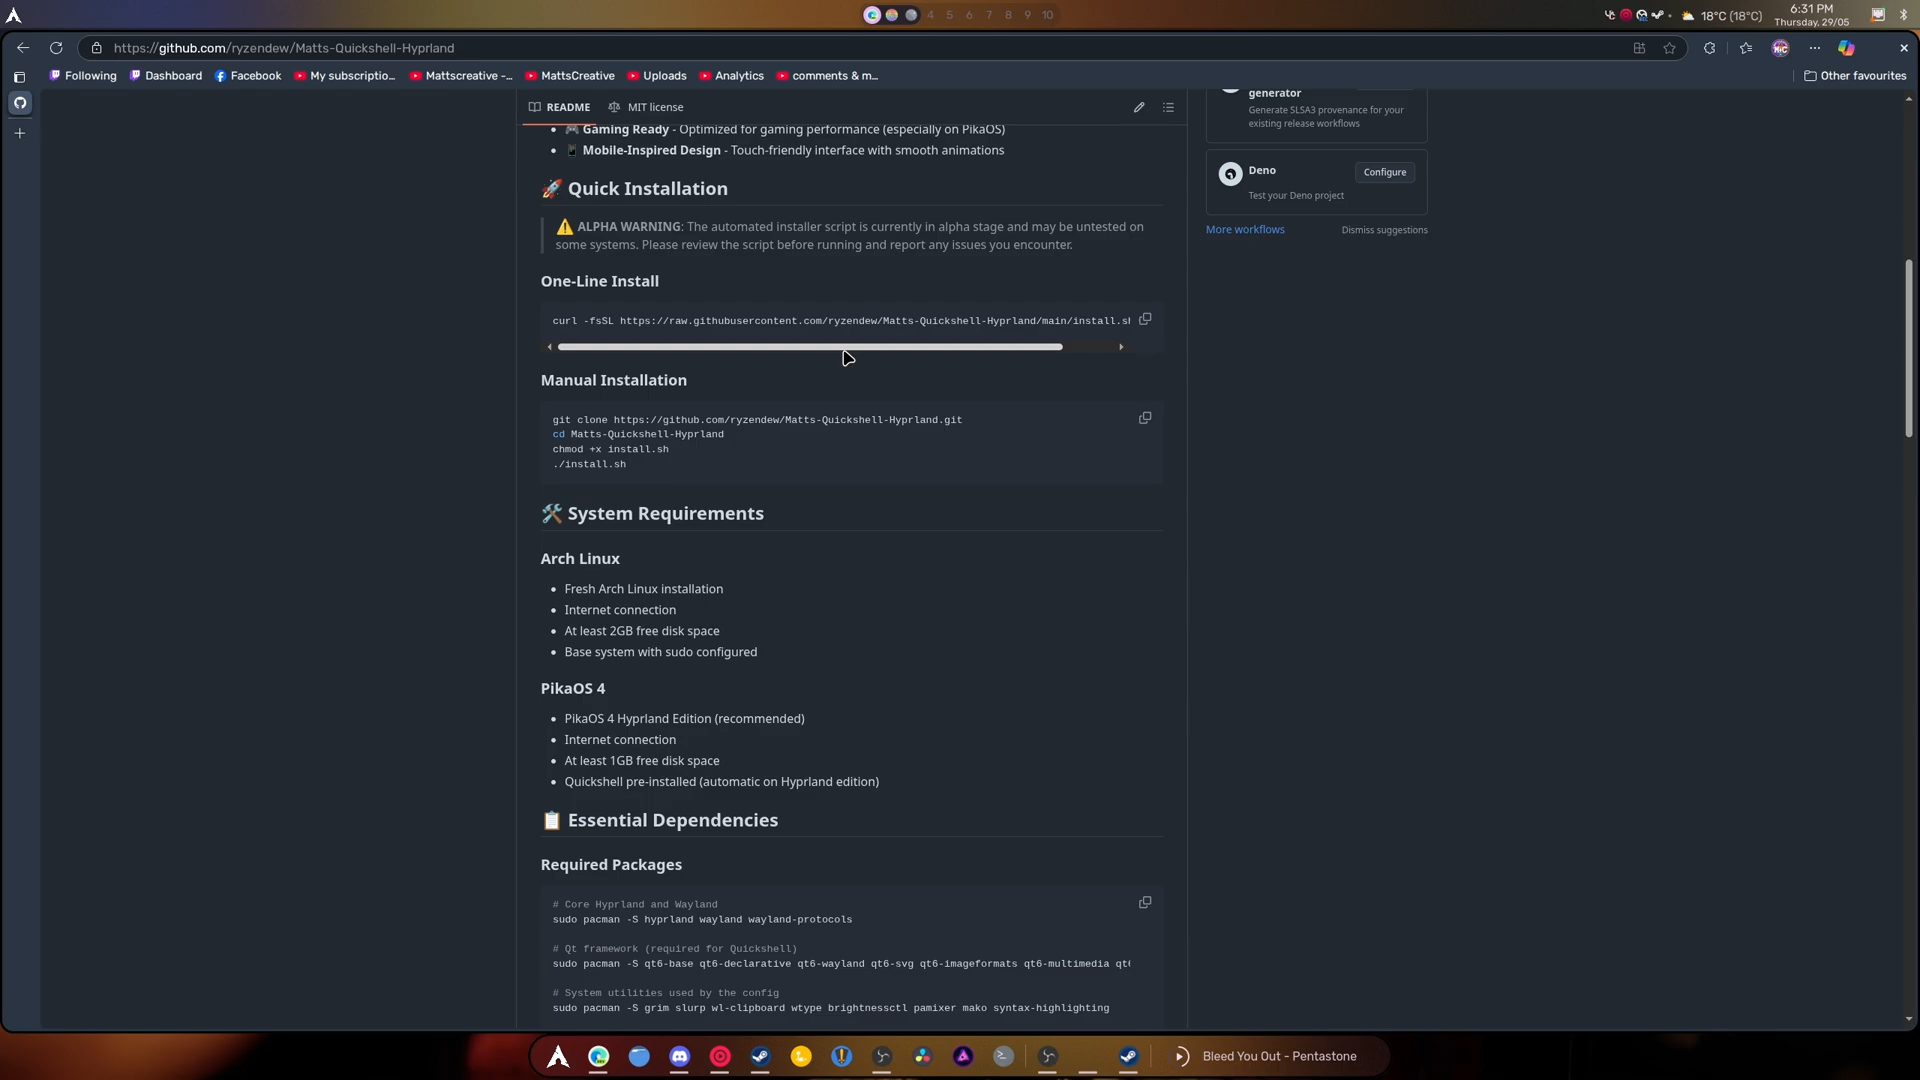 4 5 6 7 8 9 10
6:31 PM
18°C (18°C)
Thursday, 29/05
https://github.com/ryzendew/Matts-Quickshell-Hyprland
Following
Dashboard
Facebook
My subscriptio...
Mattscreative -...
MattsCreative
Uploads
Analytics
comments & m...
Other favourites
README
MIT license
🎮 Gaming Ready - Optimized for gaming performance (especially on PikaOS)
📱 Mobile-Inspired Design - Touch-friendly interface with smooth animations
🚀 Quick Installation
⚠️ ALPHA WARNING: The automated installer script is currently in alpha stage and may be untested on
some systems. Please review the script before running and report any issues you encounter.
One-Line Install
curl -fsSL https://raw.githubusercontent.com/ryzendew/Matts-Quickshell-Hyprland/main/install.sh
Manual Installation
git clone https://github.com/ryzendew/Matts-Quickshell-Hyprland.git
cd Matts-Quickshell-Hyprland
chmod +x install.sh
./install.sh
🛠️ System Requirements
Arch Linux
Fresh Arch Linux installation
Internet connection
At least 2GB free disk space
Base system with sudo configured
PikaOS 4
PikaOS 4 Hyprland Edition (recommended)
Internet connection
At least 1GB free disk space
Quickshell pre-installed (automatic on Hyprland edition)
📋 Essential Dependencies
Required Packages
# Core Hyprland and Wayland
sudo pacman -S hyprland wayland wayland-protocols
# Qt framework (required for Quickshell)
sudo pacman -S qt6-base qt6-declarative qt6-wayland qt6-svg qt6-imageformats qt6-multimedia qt6
# System utilities used by the config
sudo pacman -S grim slurp wl-clipboard wtype brightnessctl pamixer mako syntax-highlighting
generator
Generate SLSA3 provenance for your
existing release workflows
Deno
Configure
Test your Deno project
More workflows
Dismiss suggestions
Bleed You Out - Pentastone